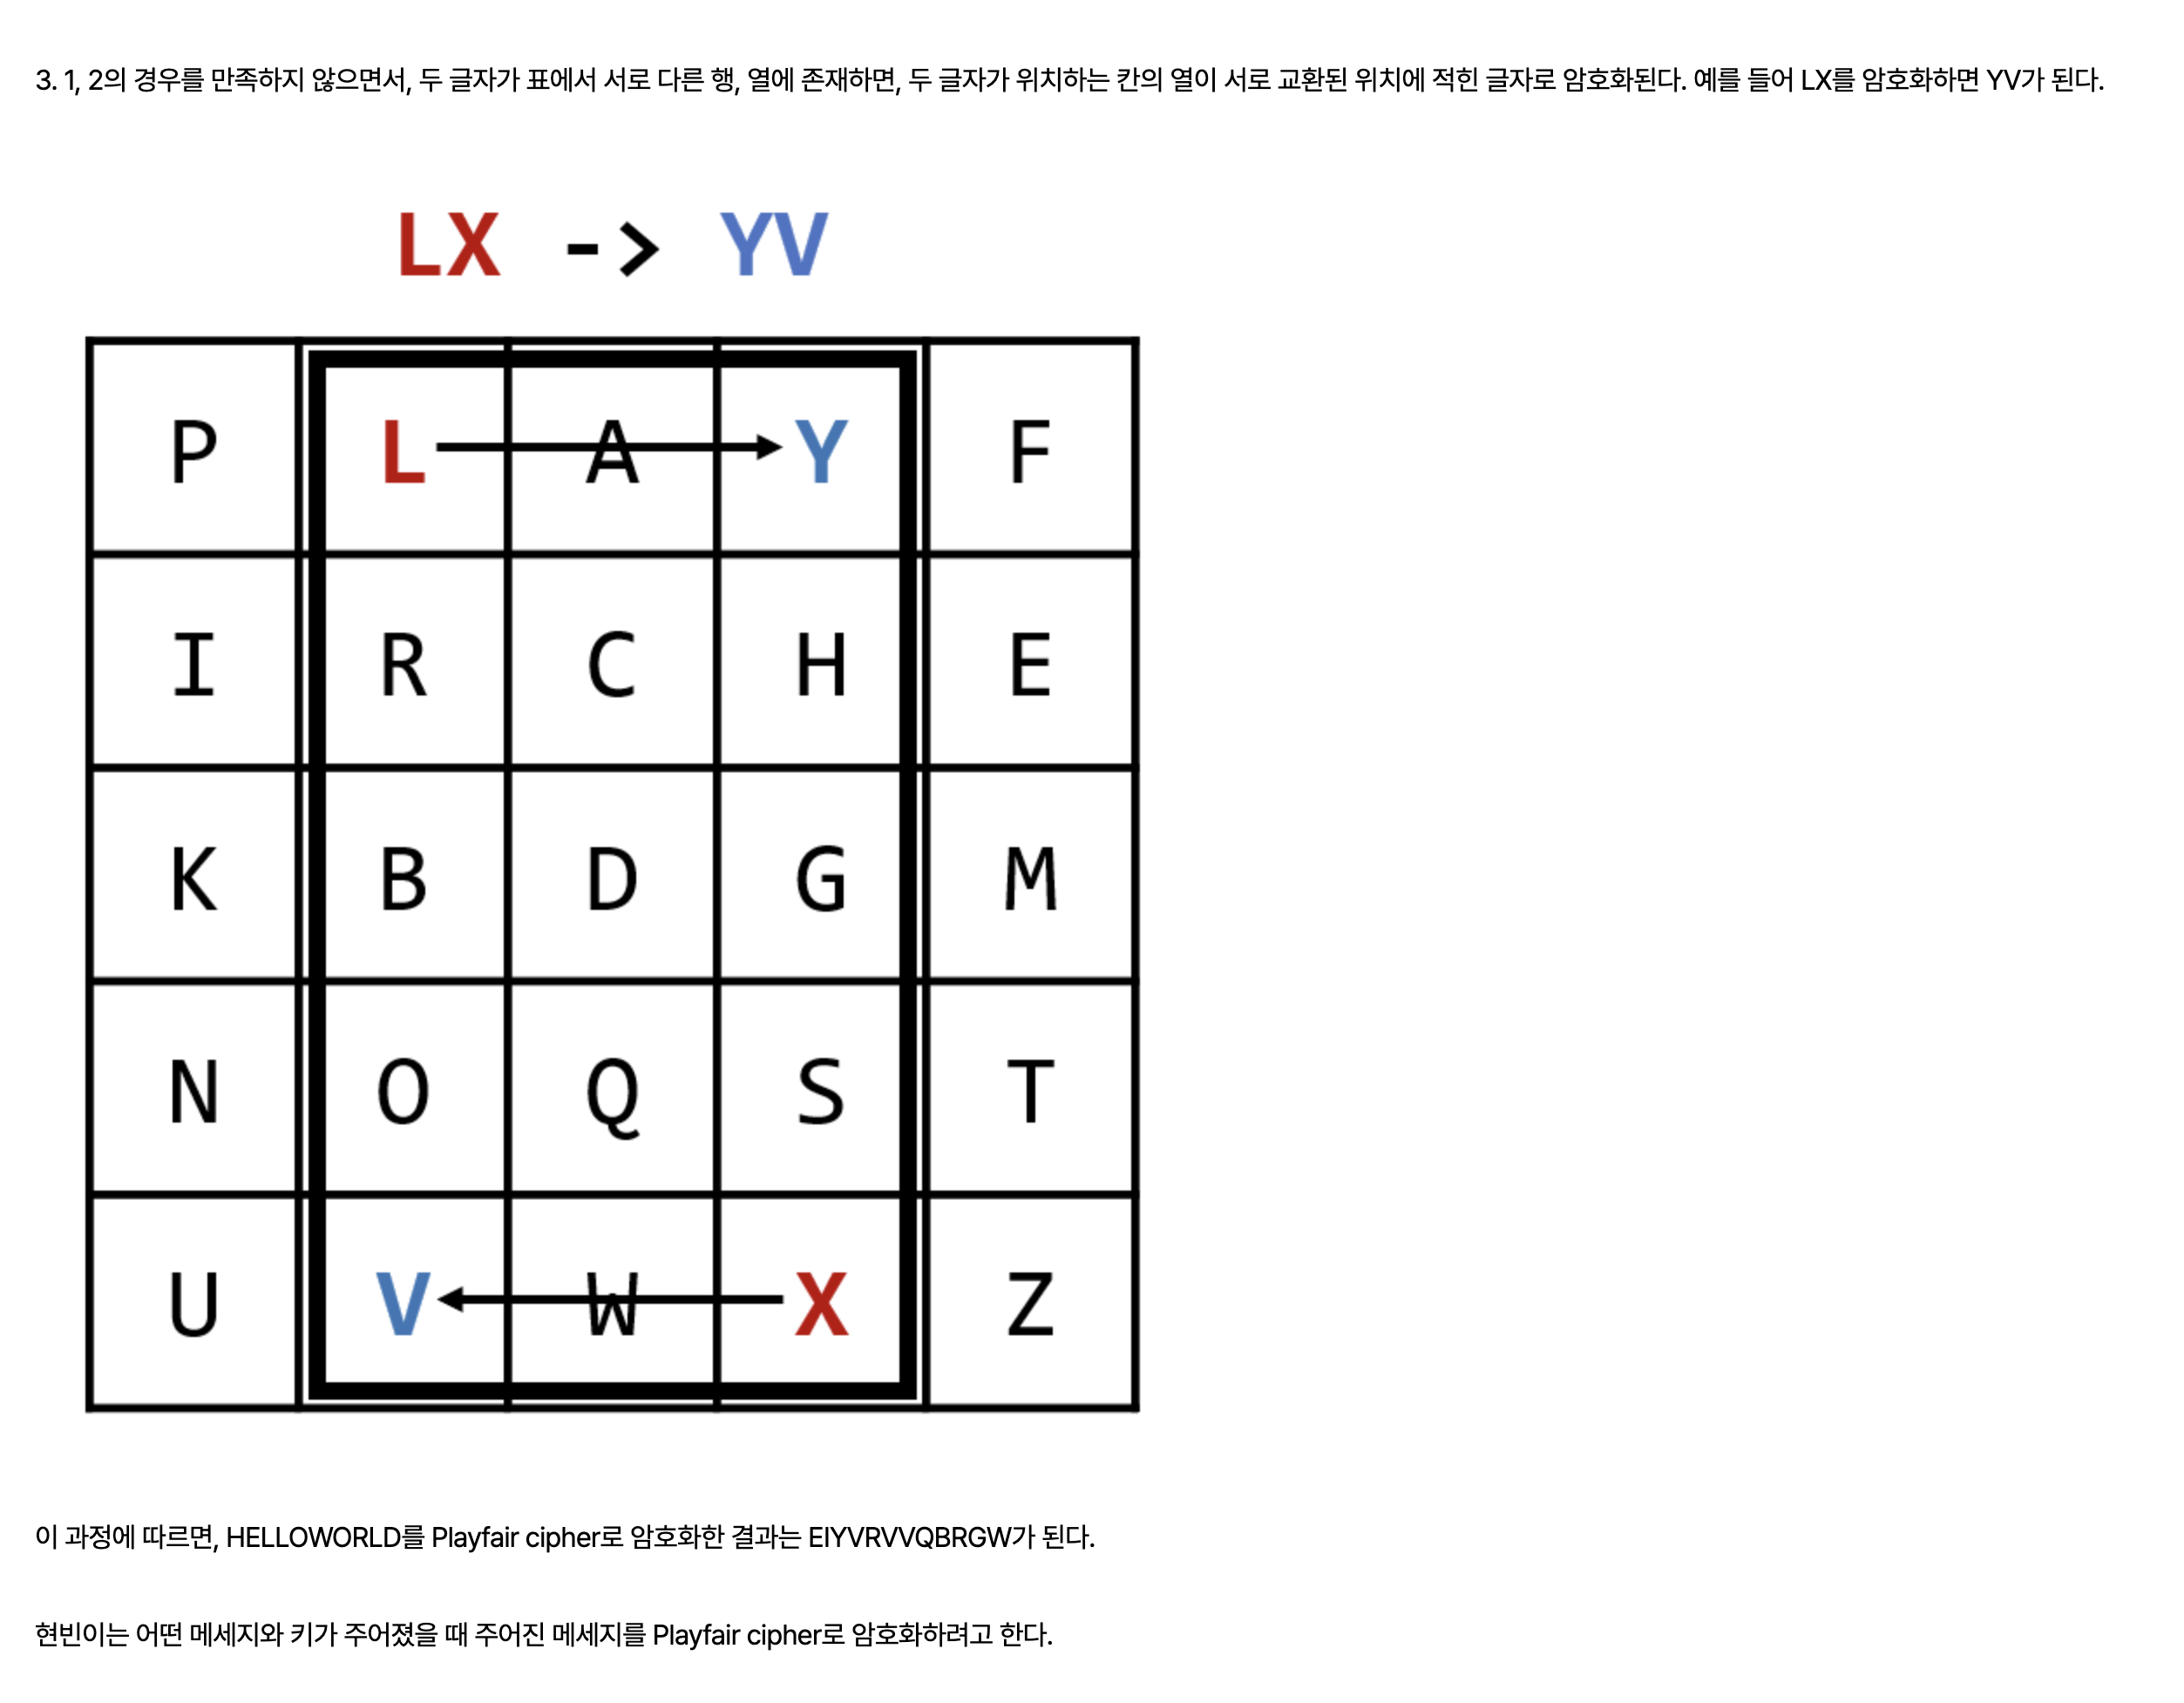 3. 1, 2의 경우를 만족하지 않으면서, 두 글자가 표에서 서로 다른 행, 열에 존재하면, 두 글자가 위치하는 칸의 열이 서로 교환된 위치에 적힌 글자로 암호화된다. 예를 들어 LX를 암호화하면 YV가 된다.
LX -> YV
P L A Y F
I R C H E
K B D G M
N O Q S T
U V W X Z
이 과정에 따르면, HELLOWORLD를 Playfair cipher로 암호화한 결과는 EIYVRVVQBRGW가 된다.
현빈이는 어떤 메세지와 키가 주어졌을 때 주어진 메세지를 Playfair cipher로 암호화하려고 한다.